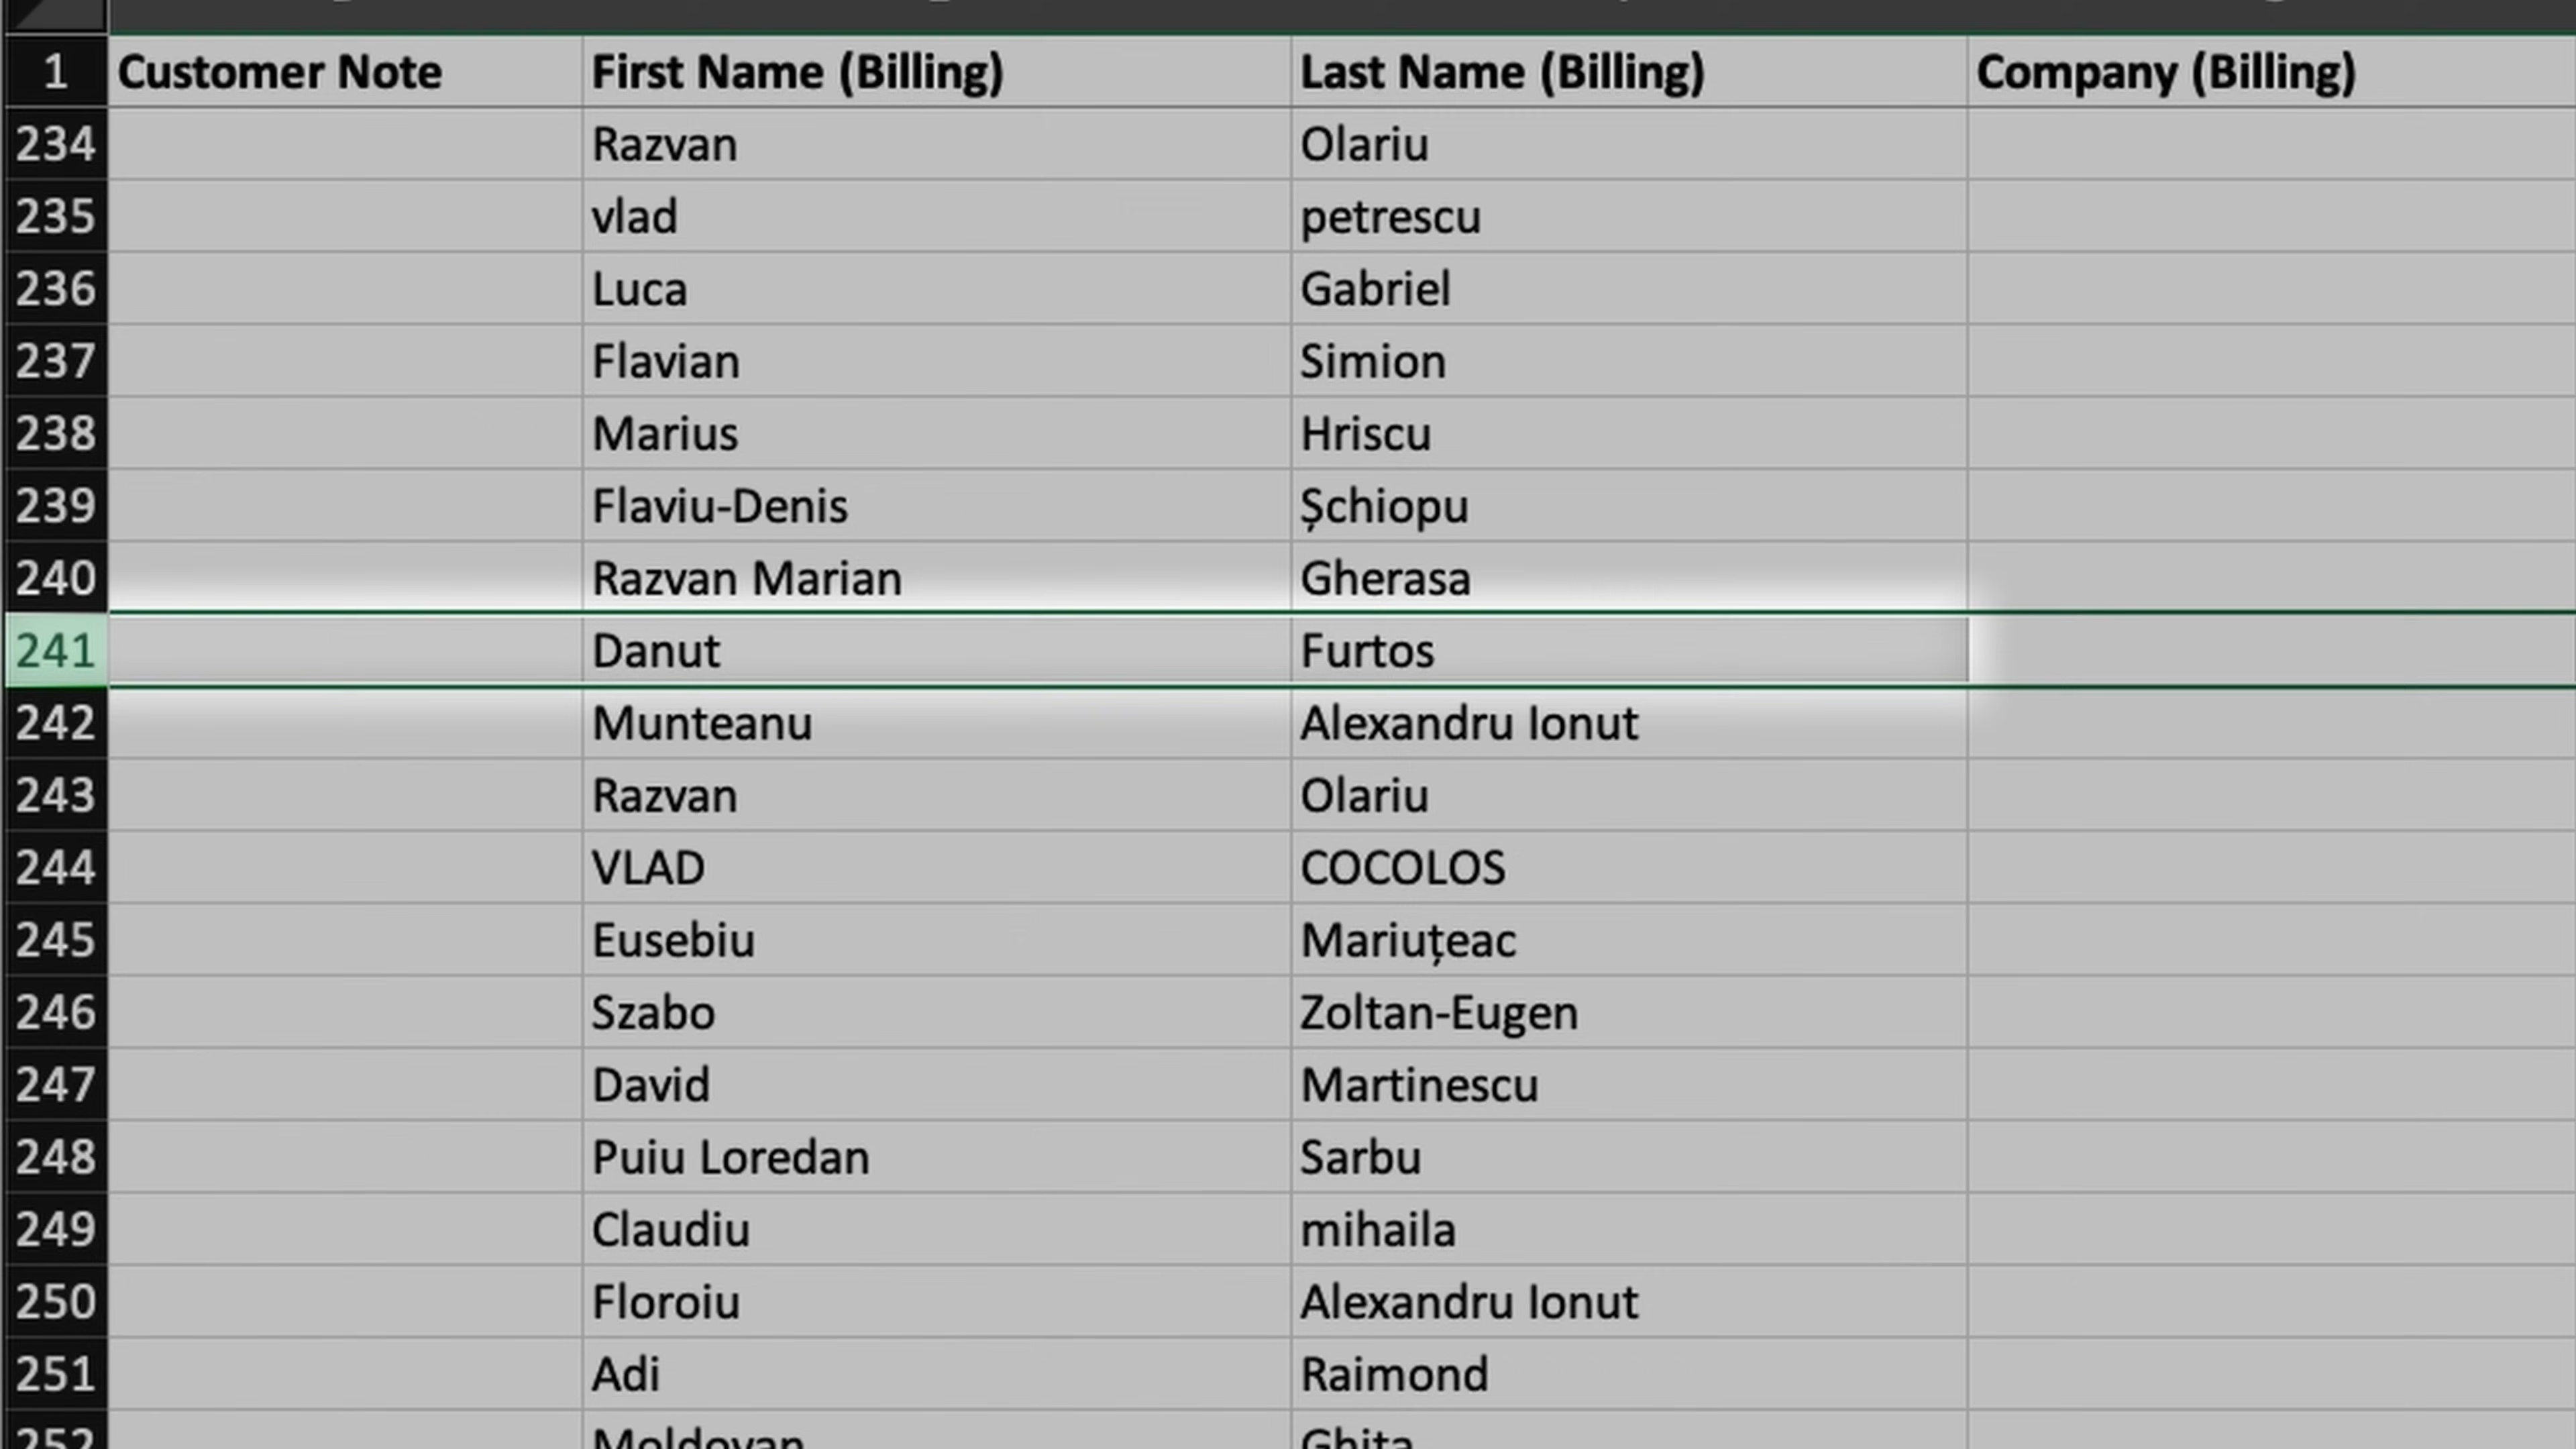 1 Customer Note First Name (Billing) Last Name (Billing) Company (Billing)
234 Razvan Olariu
235 vlad petrescu
236 Luca Gabriel
237 Flavian Simion
238 Marius Hriscu
239 Flaviu-Denis Șchiopu
240 Razvan Marian Gherasa
241 Danut Furtos
242 Munteanu Alexandru Ionut
243 Razvan Olariu
244 VLAD COCOLOS
245 Eusebiu Mariuțeac
246 Szabo Zoltan-Eugen
247 David Martinescu
248 Puiu Loredan Sarbu
249 Claudiu mihaila
250 Floroiu Alexandru Ionut
251 Adi Raimond
252 Moldovan Ghita